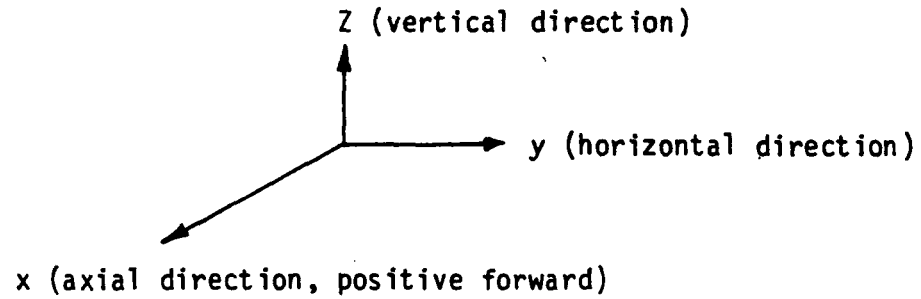 Z (vertical direction)
y (horizontal direction)
x (axial direction, positive forward)